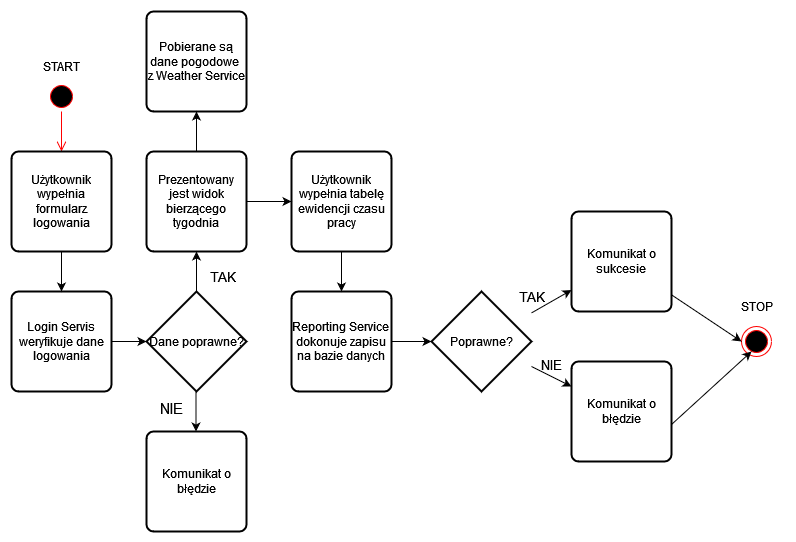 START
Użytkownik
wypełnia
formularz
logowania
Login Servis
weryfikuje dane
logowania
Dane poprawne?
TAK
NIE
Komunikat o
błędzie
Prezentowany
jest widok
bierzącego
tygodnia
Pobierane są
dane pogodowe
z Weather Service
Użytkownik
wypełnia tabelę
ewidencji czasu
pracy
Reporting Service
dokonuje zapisu
na bazie danych
Poprawne?
TAK
NIE
Komunikat o
sukcesie
Komunikat o
błędzie
STOP